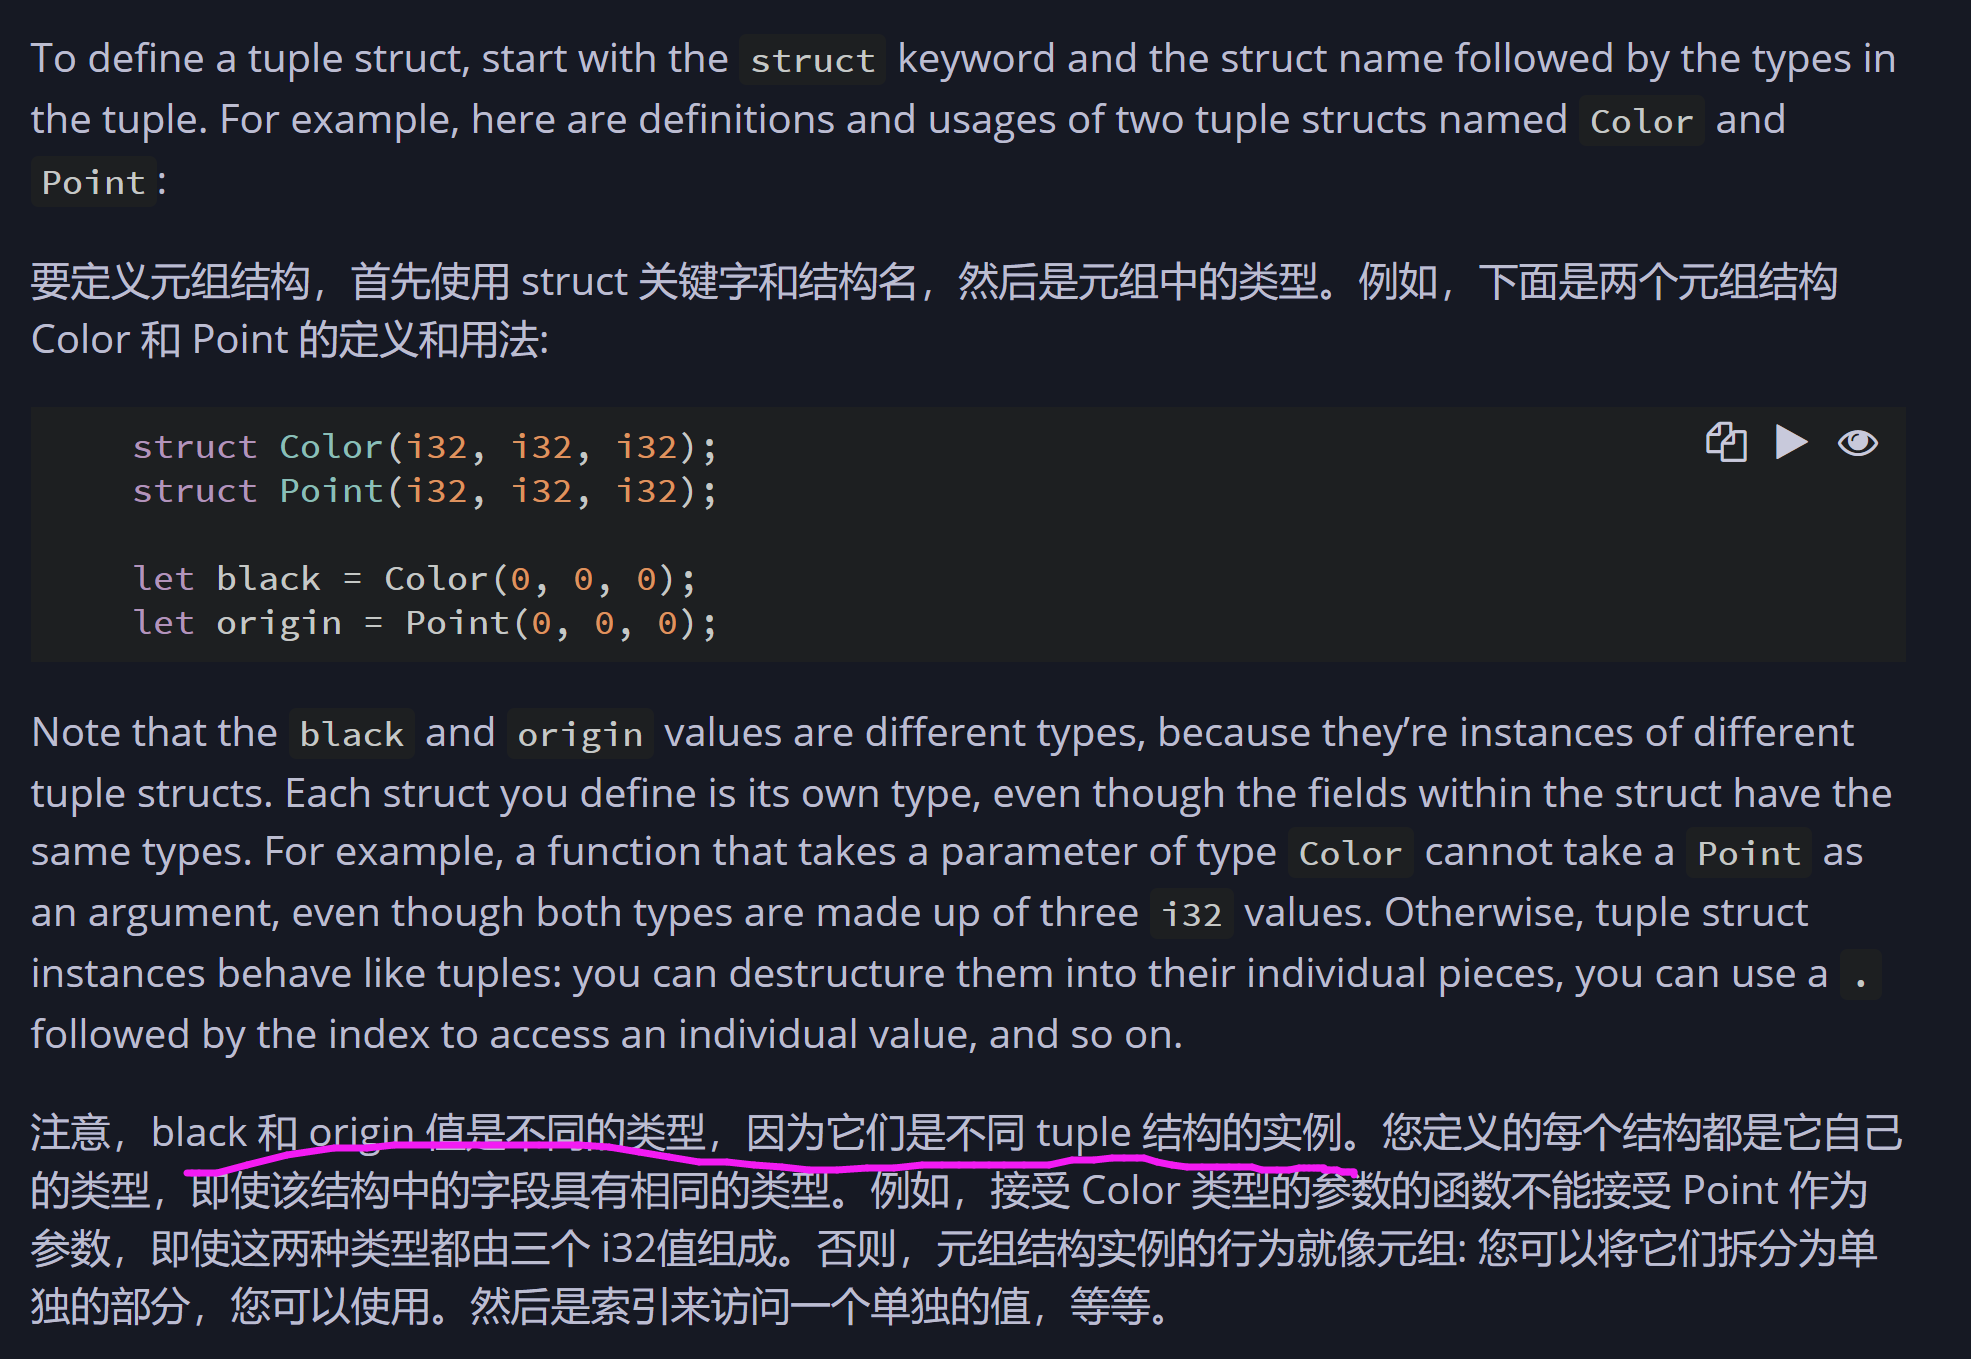 To define a tuple struct, start with the struct keyword and the struct name followed by the types in
the tuple. For example, here are definitions and usages of two tuple structs named Color and
Point:
要定义元组结构，首先使用 struct 关键字和结构名，然后是元组中的类型。例如，下面是两个元组结构
Color 和 Point 的定义和用法:
struct Color(i32, i32, i32);
struct Point(i32, i32, i32);
let black = Color(0, 0, 0);
let origin = Point(0, 0, 0);
Note that the black and origin values are different types, because they’re instances of different
tuple structs. Each struct you define is its own type, even though the fields within the struct have the
same types. For example, a function that takes a parameter of type Color cannot take a Point as
an argument, even though both types are made up of three i32 values. Otherwise, tuple struct
instances behave like tuples: you can destructure them into their individual pieces, you can use a .
followed by the index to access an individual value, and so on.
注意，black 和 origin 值是不同的类型，因为它们是不同 tuple 结构的实例。您定义的每个结构都是它自己
的类型，即使该结构中的字段具有相同的类型。例如，接受 Color 类型的参数的函数不能接受 Point 作为
参数，即使这两种类型都由三个 i32值组成。否则，元组结构实例的行为就像元组: 您可以将它们拆分为单
独的部分，您可以使用。然后是索引来访问一个单独的值，等等。